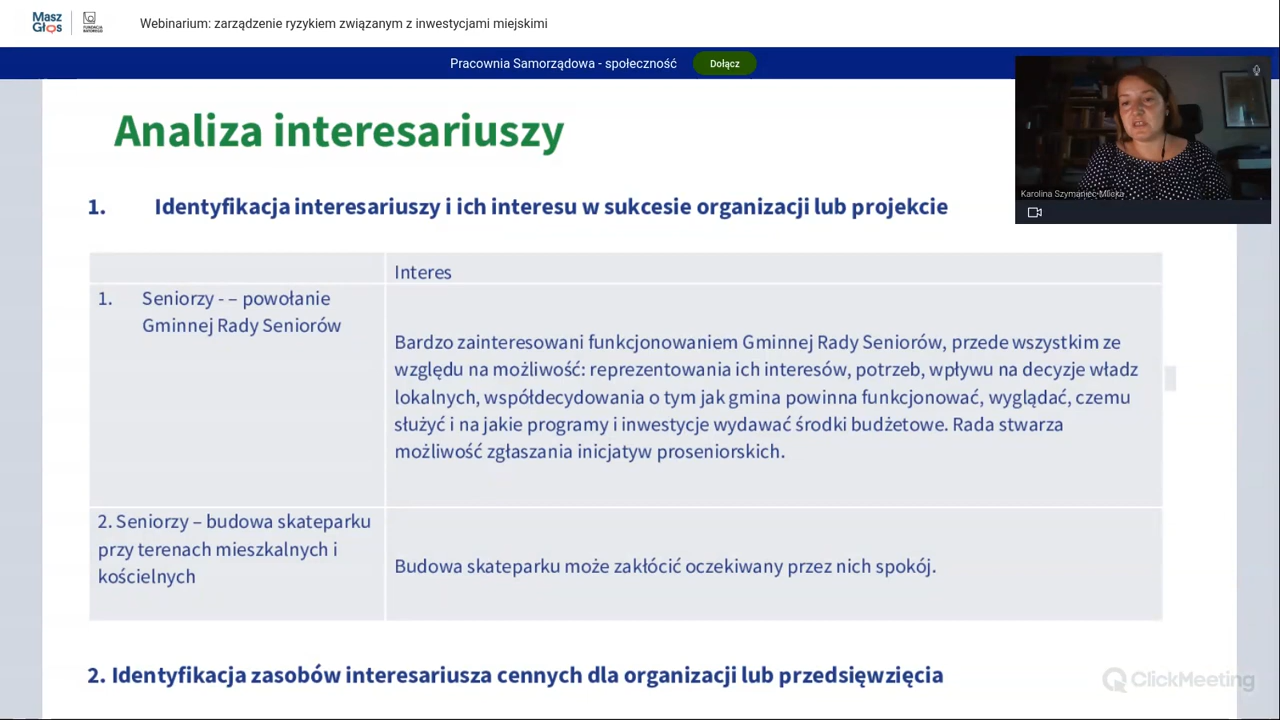 Masz
Głos
FUNDACJA
BATOREGO
Webinarium: zarządzenie ryzykiem związanym z inwestycjami miejskimi
Pracownia Samorządowa - społeczność
Dołącz
Karolina Szymaniec-Mlicka
Analiza interesariuszy
1. Identyfikacja interesariuszy i ich interesu w sukcesie organizacji lub projekcie
Interes
1. Seniorzy - – powołanie
Gminnej Rady Seniorów
Bardzo zainteresowani funkcjonowaniem Gminnej Rady Seniorów, przede wszystkim ze
względu na możliwość: reprezentowania ich interesów, potrzeb, wpływu na decyzje władz
lokalnych, współdecydowania o tym jak gmina powinna funkcjonować, wyglądać, czemu
służyć i na jakie programy i inwestycje wydawać środki budżetowe. Rada stwarza
możliwość zgłaszania inicjatyw proseniorskich.
2. Seniorzy – budowa skateparku
przy terenach mieszkalnych i
kościelnych
Budowa skateparku może zakłócić oczekiwany przez nich spokój.
2. Identyfikacja zasobów interesariusza cennych dla organizacji lub przedsięwzięcia
ClickMeeting